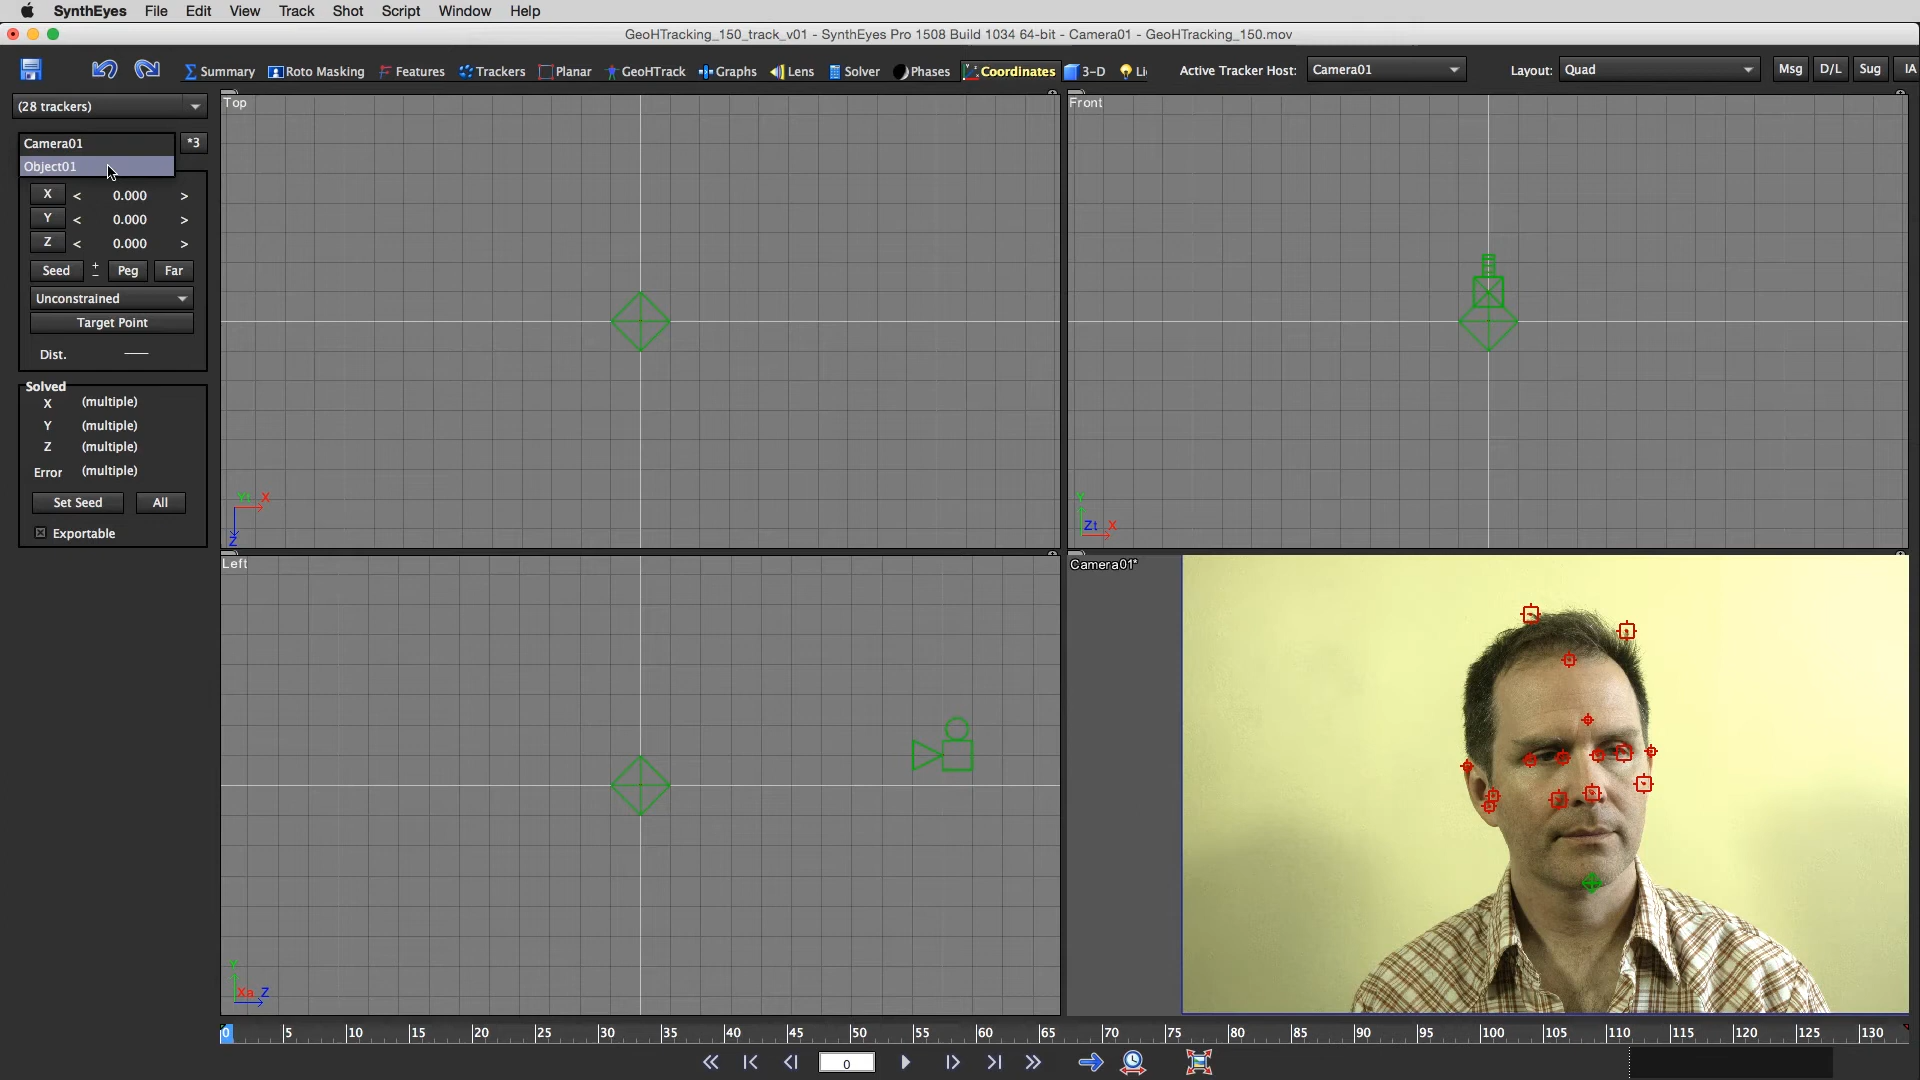 SynthEyes File Edit View Track Shot Script Window Help
GeoHTracking_150_track_v01 - SynthEyes Pro 1508 Build 1034 64-bit - Camera01 - GeoHTracking_150.mov
Summary Roto Masking Features Trackers Planar GeoHTrack Graphs Lens Solver Phases Coordinates 3-D Li Active Tracker Host: Camera01 Layout: Quad Msg D/L Sug IA
(28 trackers)
Top
Front
Camera01 *3
Object01
X < 0.000 >
Y < 0.000 >
Z < 0.000 >
Seed + - Peg Far
Unconstrained
Target Point
Dist. ——
Solved
X (multiple)
Y (multiple)
Z (multiple)
Error (multiple)
Set Seed All
Exportable
Yt X
Z
Y
Zt X
Left
Camera01*
Y
Xa Z
0 5 10 15 20 25 30 35 40 45 50 55 60 65 70 75 80 85 90 95 100 105 110 115 120 125 130
0